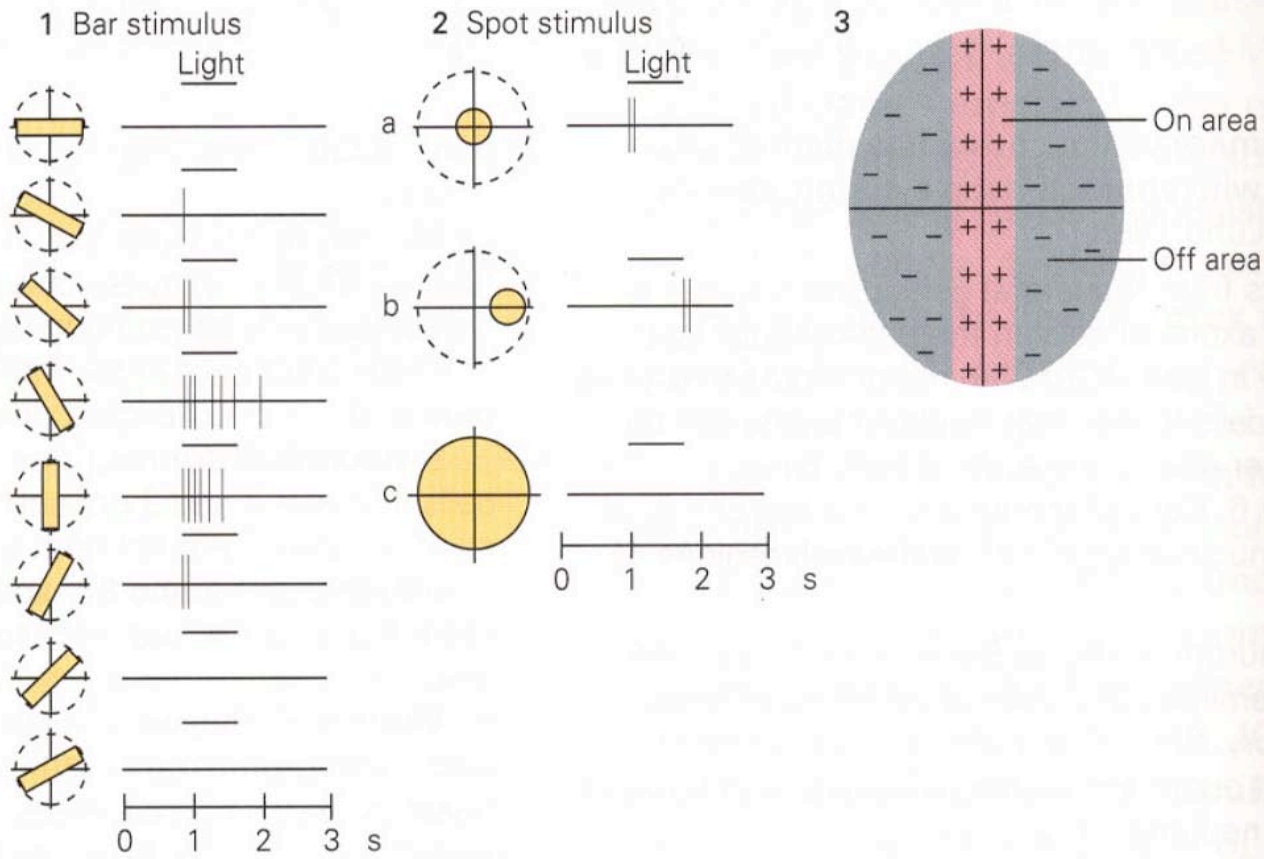 1 Bar stimulus
Light
0 1 2 3 s
2 Spot stimulus
Light
a
b
c
0 1 2 3 s
3
On area
Off area